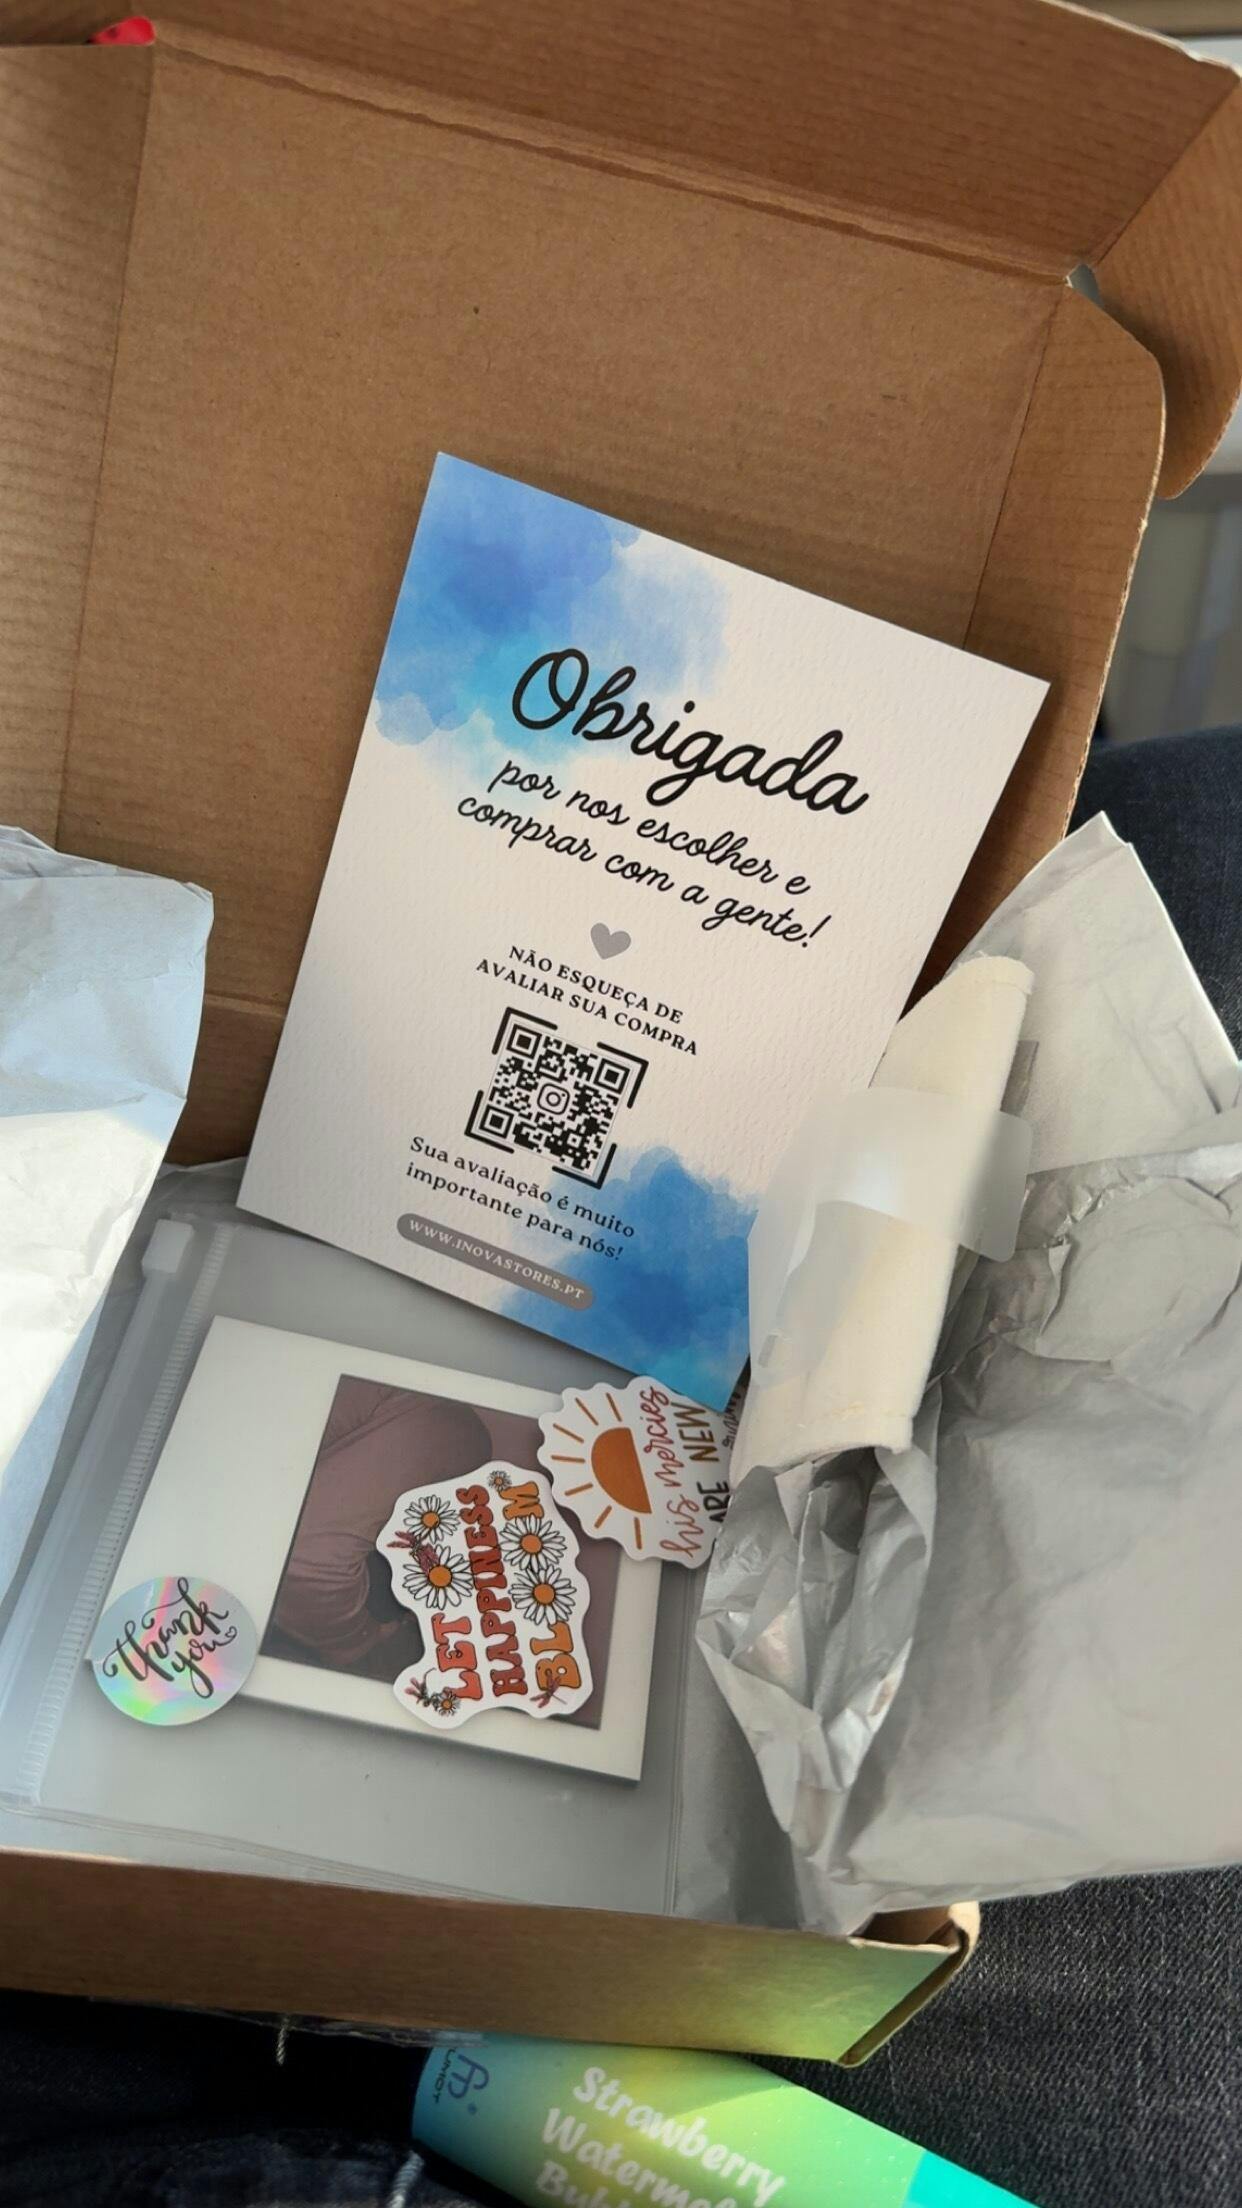 Obrigada
por nos escolher e
comprar com a gente!
NÃO ESQUEÇA DE
AVALIAR SUA COMPRA
Sua avaliação é muito
importante para nós!
WWW.INOVASTORES.PT
his mercies
ARE NEW
LET
HAPPINESS
BLOOM
thank
you
Strawberry